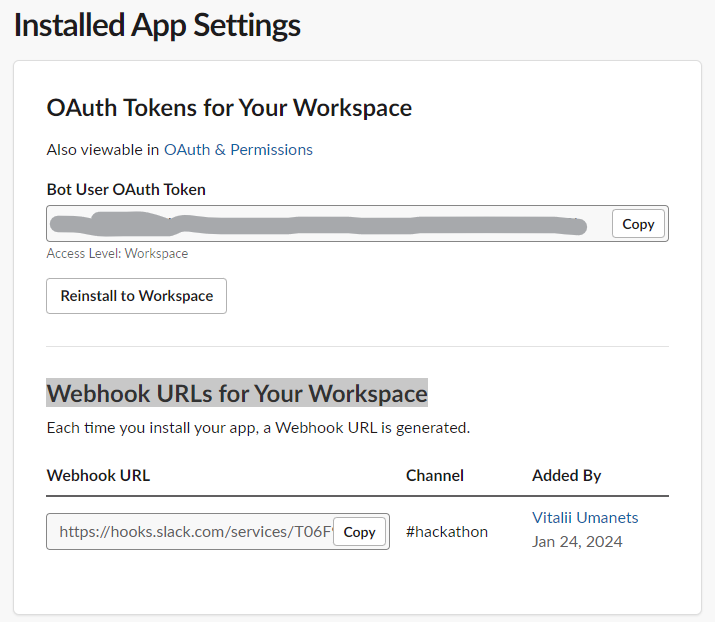 Installed App Settings
OAuth Tokens for Your Workspace
Also viewable in OAuth & Permissions
Bot User OAuth Token
Copy
Access Level: Workspace
Reinstall to Workspace
Webhook URLs for Your Workspace
Each time you install your app, a Webhook URL is generated.
Webhook URL Channel Added By
https://hooks.slack.com/services/T06F Copy #hackathon Vitalii Umanets
Jan 24, 2024